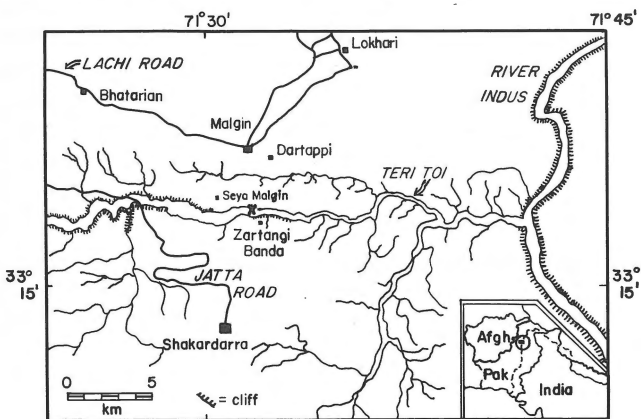 71° 30'
71° 45'
LACHI ROAD
Bhatarian
Malgin
Lokhari
RIVER
INDUS
Dartappi
TERI TOI
Seya Malgin
Zartangi
Banda
33°
15'
33°
15'
JATTA
ROAD
Shakardarra
0 5
km
= cliff
Afgh
Pak
India